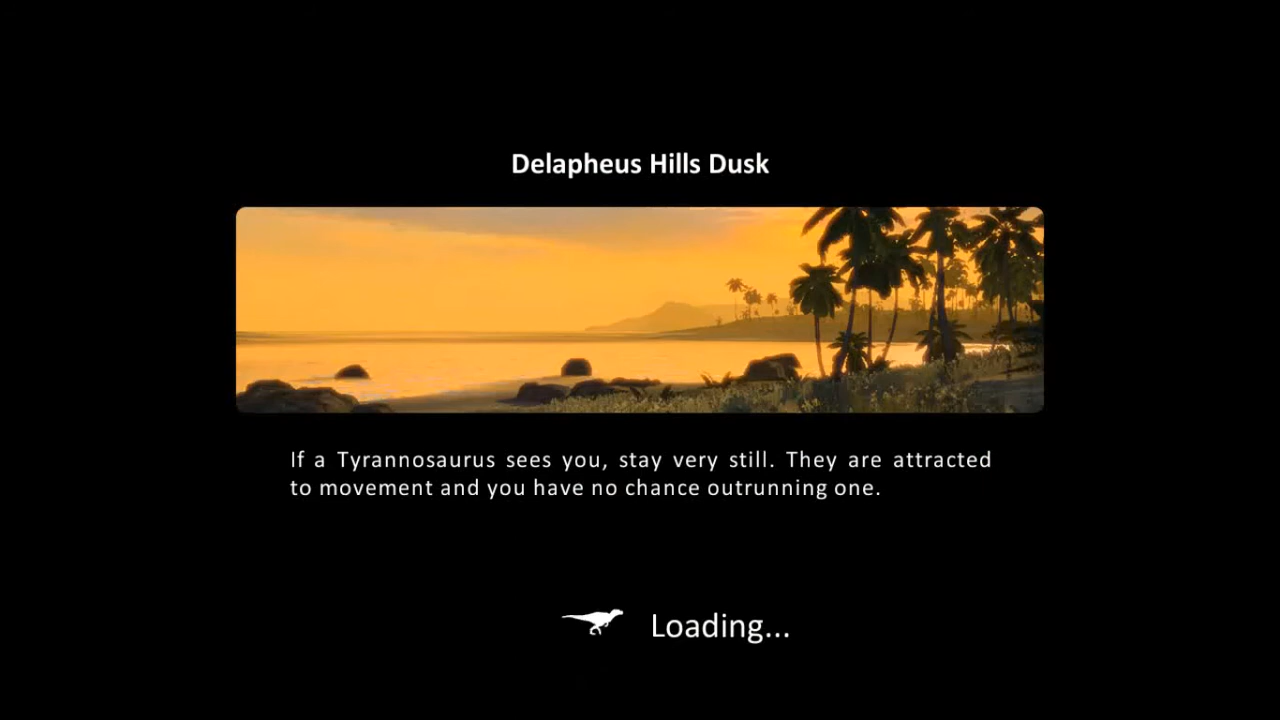 Delapheus Hills Dusk
If a Tyrannosaurus sees you, stay very still. They are attracted
to movement and you have no chance outrunning one.
Loading...